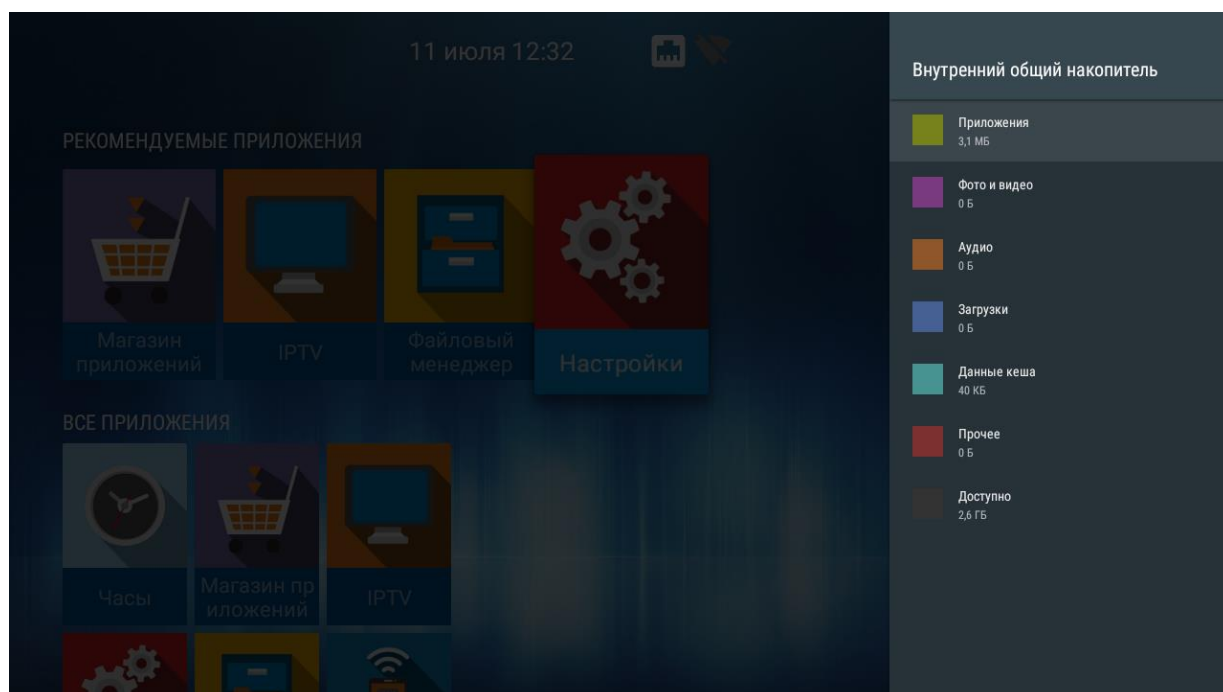 11 июля 12:32
РЕКОМЕНДУЕМЫЕ ПРИЛОЖЕНИЯ
Магазин
приложений
IPTV
Файловый
менеджер
Настройки
ВСЕ ПРИЛОЖЕНИЯ
Часы
Магазин пр
иложений
IPTV
Внутренний общий накопитель
Приложения
3,1 МБ
Фото и видео
0 Б
Аудио
0 Б
Загрузки
0 Б
Данные кеша
40 КБ
Прочее
0 Б
Доступно
2,6 ГБ